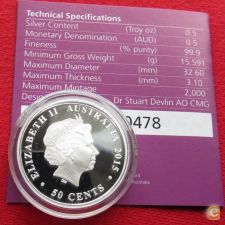 Technical Specifications
Silver Content (Troy oz) 0.5
Monetary Denomination (AUD) 0.5
Fineness (% purity) 99.9
Minimum Gross Weight (g) 15.591
Maximum Diameter (mm) 32.60
Maximum Thickness (mm) 3.10
Maximum Mintage 2,000
Dr Stuart Devlin AO CMG
0478
ELIZABETH II AUSTRALIA 2015
50 CENTS